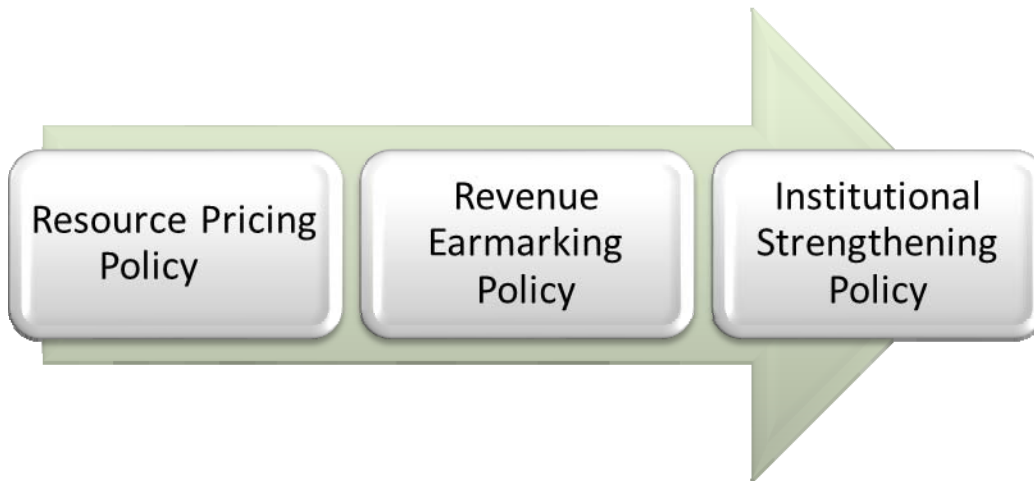 Resource Pricing
Policy
Revenue
Earmarking
Policy
Institutional
Strengthening
Policy